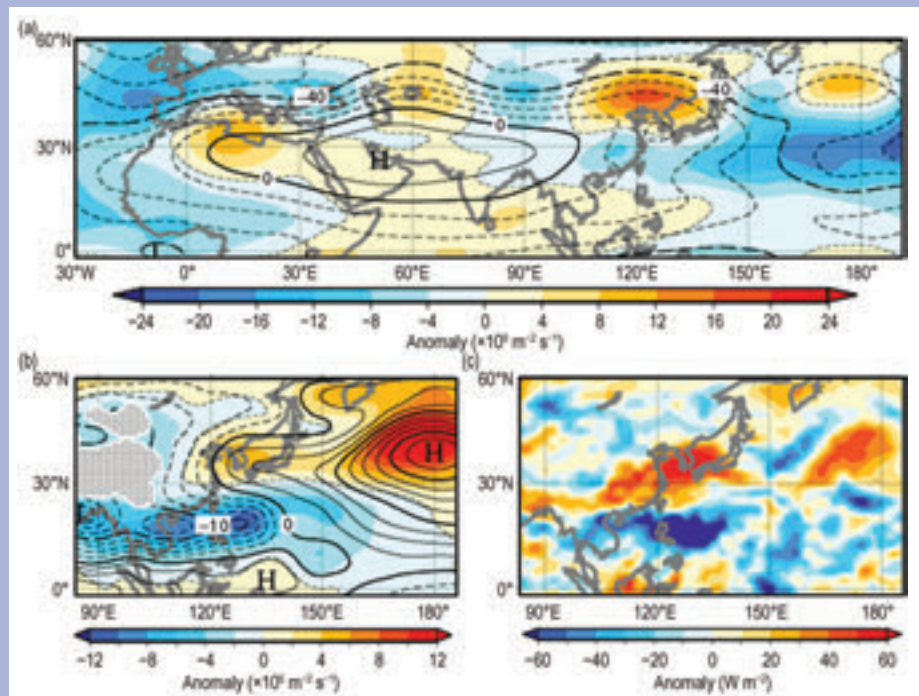 (a)
60°N
30°N
0°
-40
-40
0
0
H
30°W 0° 30°E 60°E 90°E 120°E 150°E 180°
-24 -20 -16 -12 -8 -4 0 4 8 12 16 20 24
Anomaly (×10⁶ m⁻² s⁻¹)
(b) (c)
60°N 60°N
H
30°N 30°N
-10 0
H
0° 0°
90°E 120°E 150°E 180° 90°E 120°E 150°E 180°
-12 -8 -4 0 4 8 12 -60 -40 -20 0 20 40 60
Anomaly (×10⁶ m⁻² s⁻¹) Anomaly (W m⁻²)